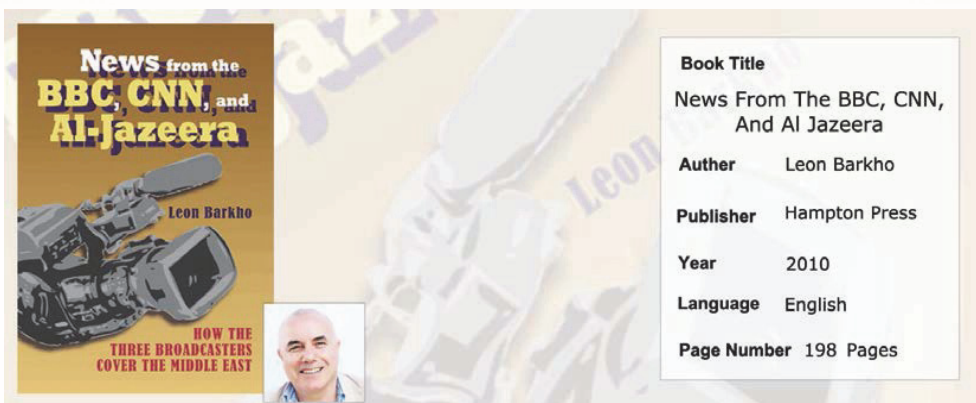 News from the
BBC, CNN, and
Al-Jazeera
Leon Barkho
HOW THE
THREE BROADCASTERS
COVER THE MIDDLE EAST
Leon Barkho
Book Title
News From The BBC, CNN,
And Al Jazeera
Auther Leon Barkho
Publisher Hampton Press
Year 2010
Language English
Page Number 198 Pages